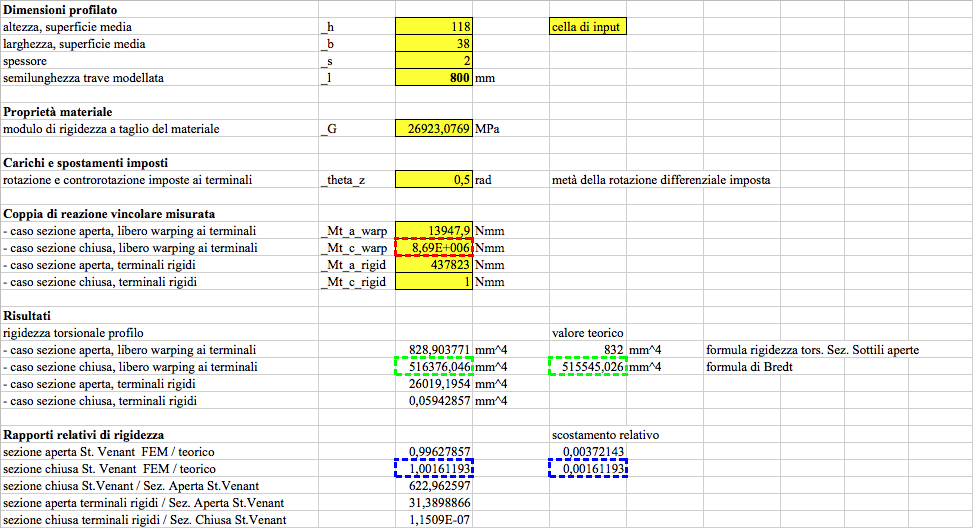 Dimensioni profilato
altezza, superficie media _h 118 cella di input
larghezza, superficie media _b 38
spessore _s 2
semilunghezza trave modellata _l 800 mm
Proprietà materiale
modulo di rigidezza a taglio del materiale _G 26923,0769 MPa
Carichi e spostamenti imposti
rotazione e controrotazione imposte ai terminali _theta_z 0,5 rad metà della rotazione differenziale imposta
Coppia di reazione vincolare misurata
- caso sezione aperta, libero warping ai terminali _Mt_a_warp 13947,9 Nmm
- caso sezione chiusa, libero warping ai terminali _Mt_c_warp 8,69E+006 Nmm
- caso sezione aperta, terminali rigidi _Mt_a_rigid 437823 Nmm
- caso sezione chiusa, terminali rigidi _Mt_c_rigid 1 Nmm
Risultati
rigidezza torsionale profilo valore teorico
- caso sezione aperta, libero warping ai terminali 828,903771 mm^4 832 mm^4 formula rigidezza tors. Sez. Sottili aperte
- caso sezione chiusa, libero warping ai terminali 516376,046 mm^4 515545,026 mm^4 formula di Bredt
- caso sezione aperta, terminali rigidi 26019,1954 mm^4
- caso sezione chiusa, terminali rigidi 0,05942857 mm^4
Rapporti relativi di rigidezza scostamento relativo
sezione aperta St. Venant FEM / teorico 0,99627857 0,00372143
sezione chiusa St. Venant FEM / teorico 1,00161193 0,00161193
sezione chiusa St.Venant / Sez. Aperta St.Venant 622,962597
sezione aperta terminali rigidi / Sez. Aperta St.Venant 31,3898866
sezione chiusa terminali rigidi / Sez. Chiusa St.Venant 1,1509E-07